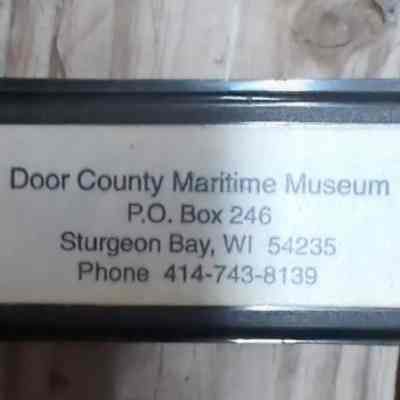 Door County Maritime Museum
P.O. Box 246
Sturgeon Bay, WI 54235
Phone 414-743-8139